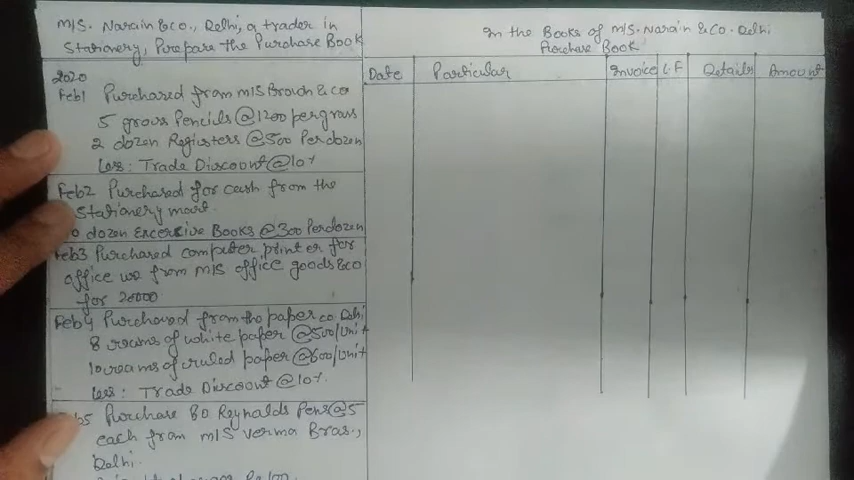 M/S. Narain & co., Delhi, a trader in
Stationery, Prepare the Purchase Book
2020
Feb1 Purchased from M/S Brown & co
5 gross Pencils @ 1200 per gross
2 dozen Registers @ 500 Per dozen
Less: Trade Discount @ 10%
Feb2 Purchased for cash from the
Stationery mart.
0 dozen Excersive Books @ 300 Per dozen
Feb3 Purchased computer printer for
office use from M/S office goods & co
for 20000
Feb4 Purchased from the paper co Delhi
8 reams of white paper @ 500/Unit
10 reams of ruled paper @ 600/Unit
Less: Trade Discount @ 10%
Feb5 Purchase 80 Reynalds Pens @ 5
each from M/S Verma Bros.,
Delhi.
In the Books of M/S. Narain & Co. Delhi
Purchase Book
Date Particular Invoice L.F Details Amount